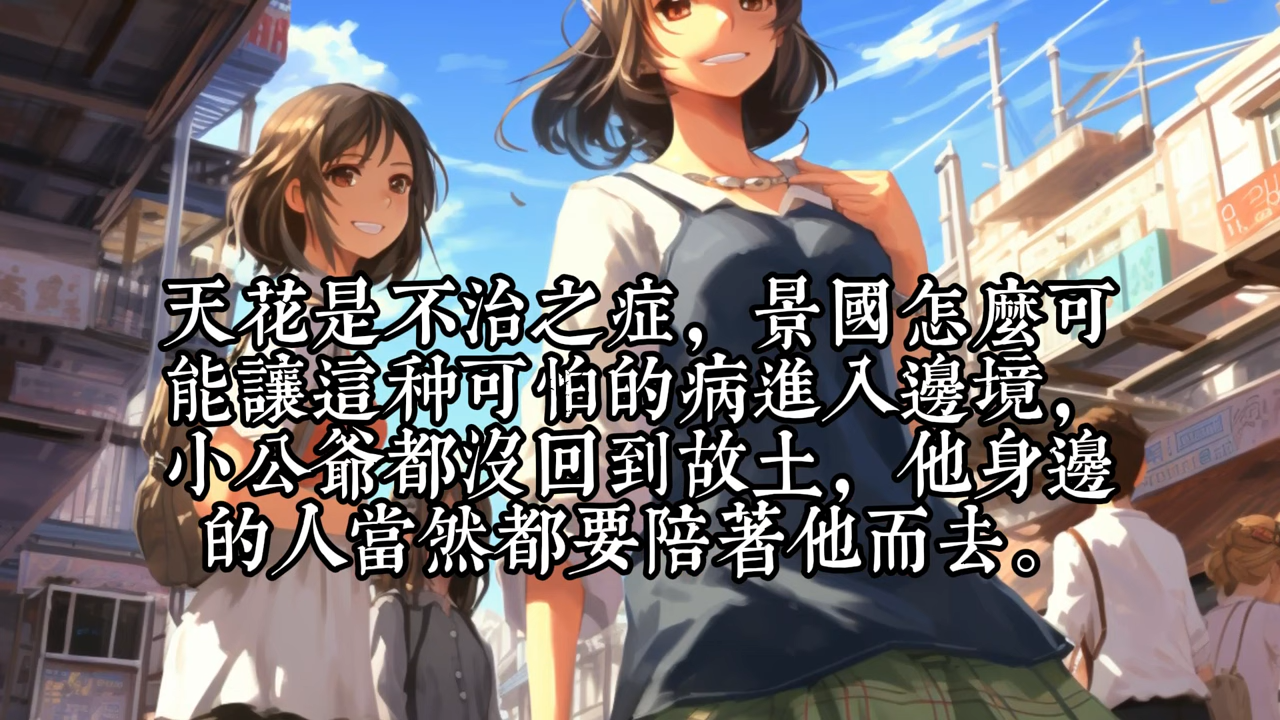 天花是不治之症，景國怎麼可
能讓這种可怕的病進入邊境，
小公爺都沒回到故土，他身邊
的人當然都要陪著他而去。